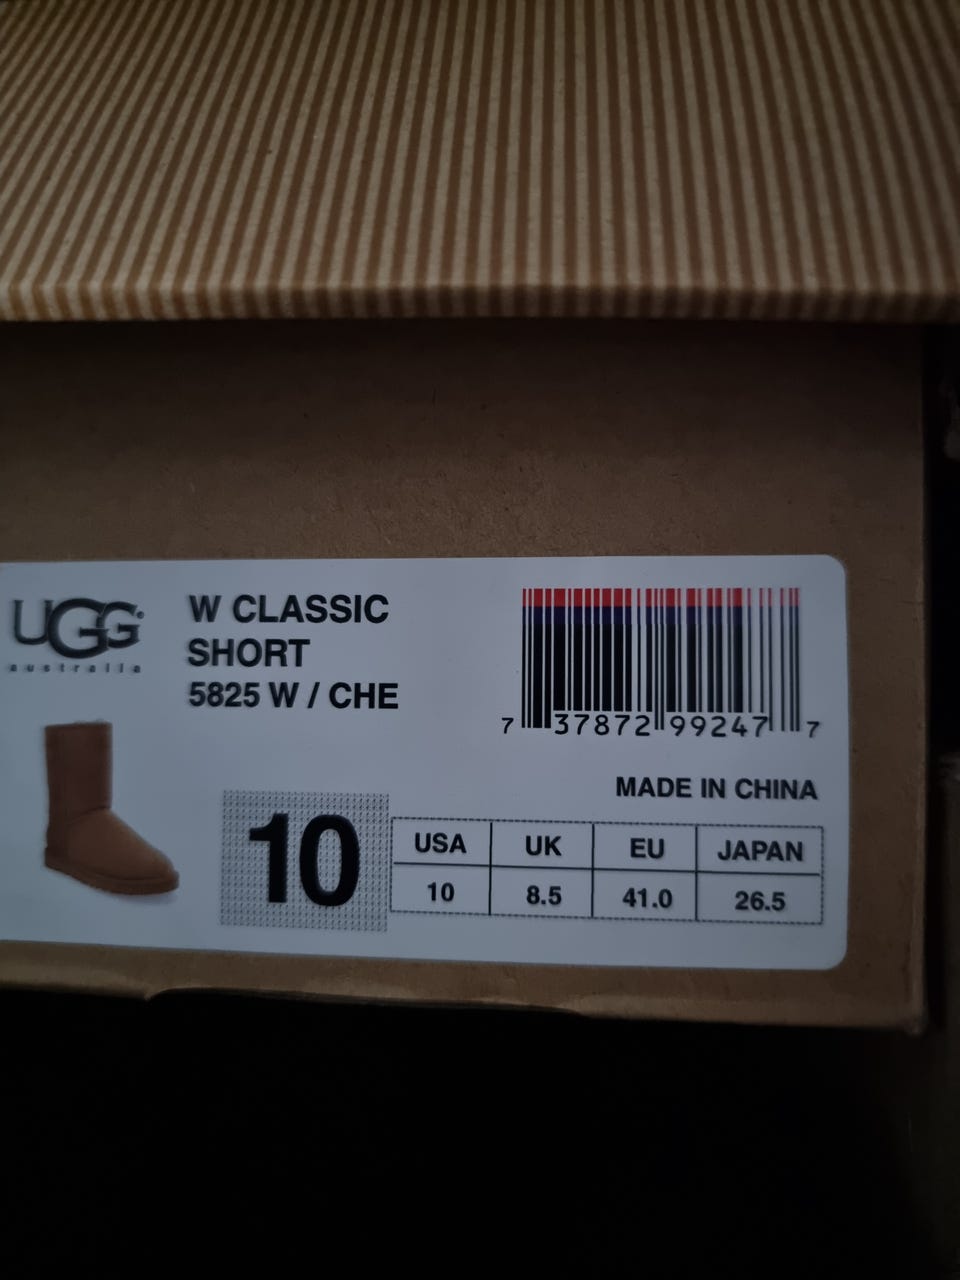 UGG®
australia
W CLASSIC
SHORT
5825 W / CHE
7 37872 99247 7
MADE IN CHINA
10
USA UK EU JAPAN
10 8.5 41.0 26.5